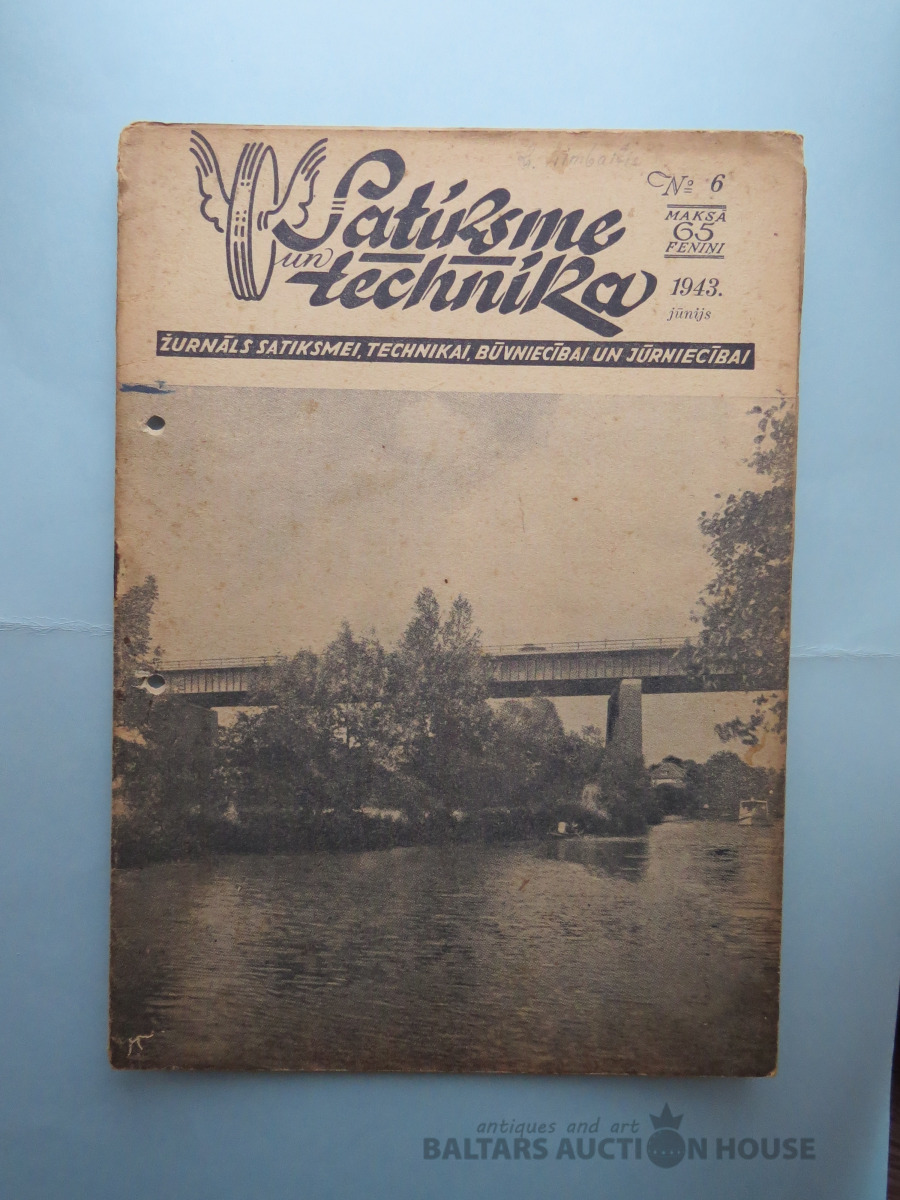 Nº 6
Satiksme
un technika
MAKSĀ
65
FENIŅI
1943.
jūnijs
ŽURNĀLS SATIKSMEI, TECHNIKAI, BŪVNIECĪBAI UN JŪRNIECĪBAI
antiques and art
BALTARS AUCTION HOUSE